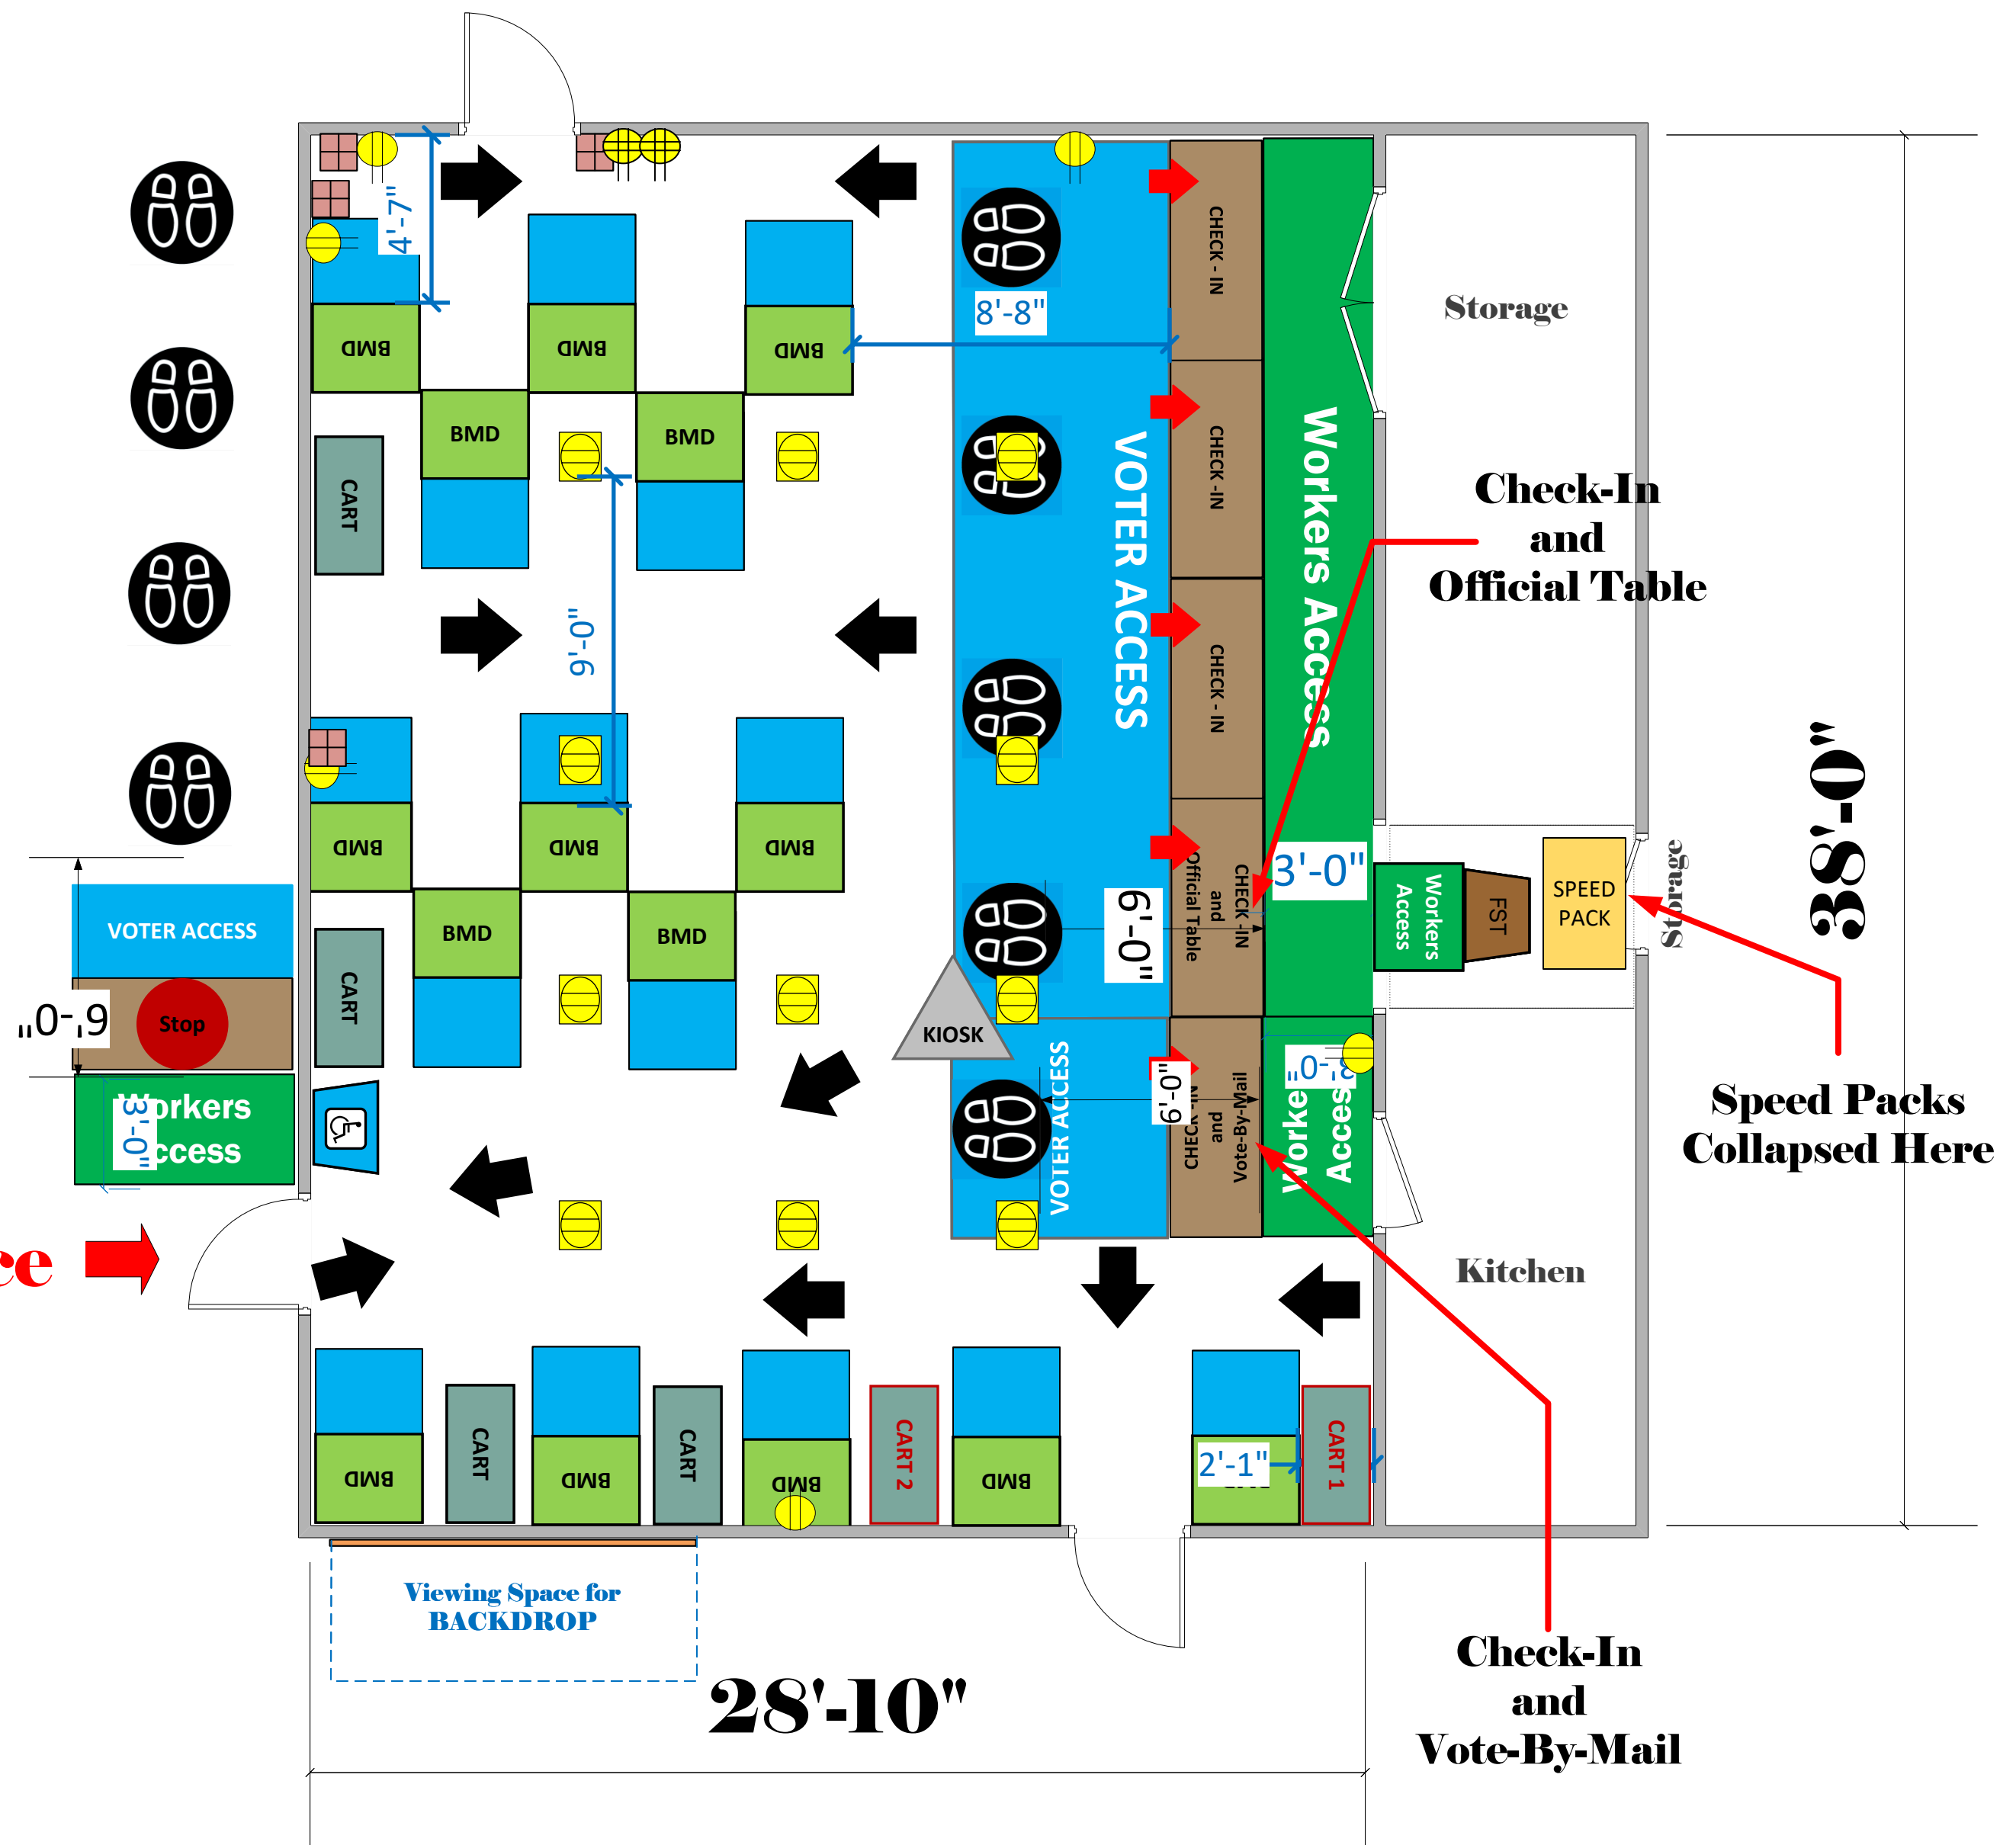 4'-7"
8'-8"
CHECK - IN
Storage
BMD
BMD
BMD
BMD
BMD
CART
VOTER ACCESS
CHECK -IN
Workers Access
Check-In
and
Official Table
9'-0"
CHECK - IN
38'-0"
BMD
BMD
BMD
BMD
BMD
CART
VOTER ACCESS
Stop
6'-0"
3'-0"
KIOSK
6'-0"
CHECK -IN
and
Official Table
3'-0"
Workers
Access
FST
SPEED
PACK
Storage
VOTER ACCESS
6'-0"
and
Vote-By-Mail
Speed Packs
Collapsed Here
Kitchen
BMD
CART
BMD
CART
BMD
CART 2
BMD
2'-1"
CART 1
Viewing Space for
BACKDROP
28'-10"
Check-In
and
Vote-By-Mail